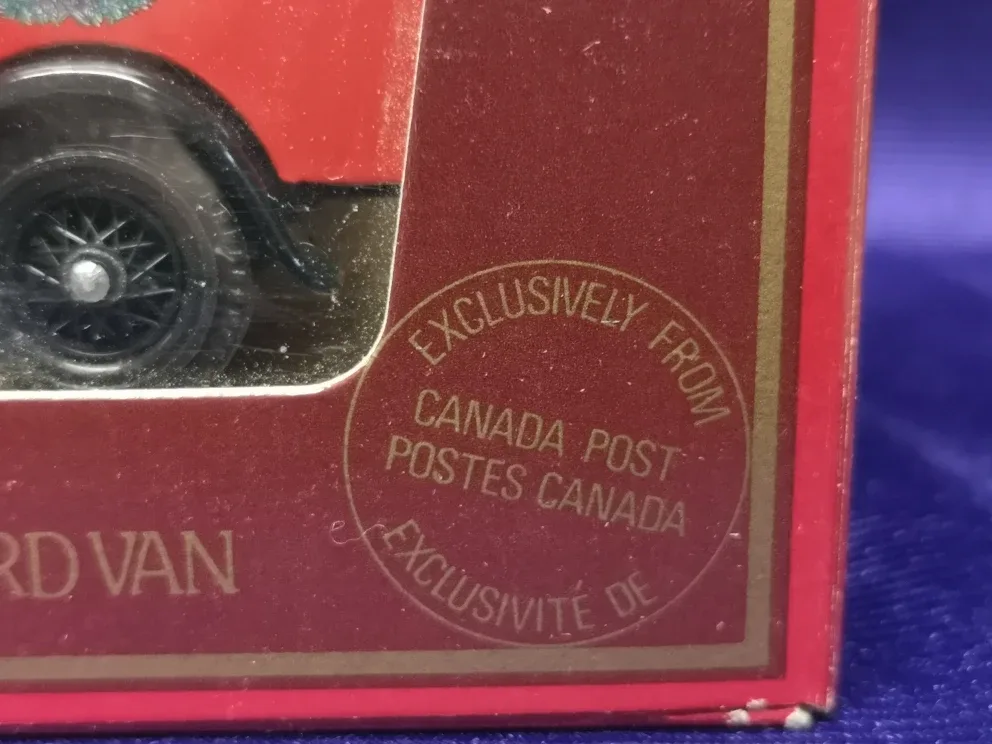 EXCLUSIVELY FROM
CANADA POST
POSTES CANADA
EXCLUSIVITÉ DE
RD VAN